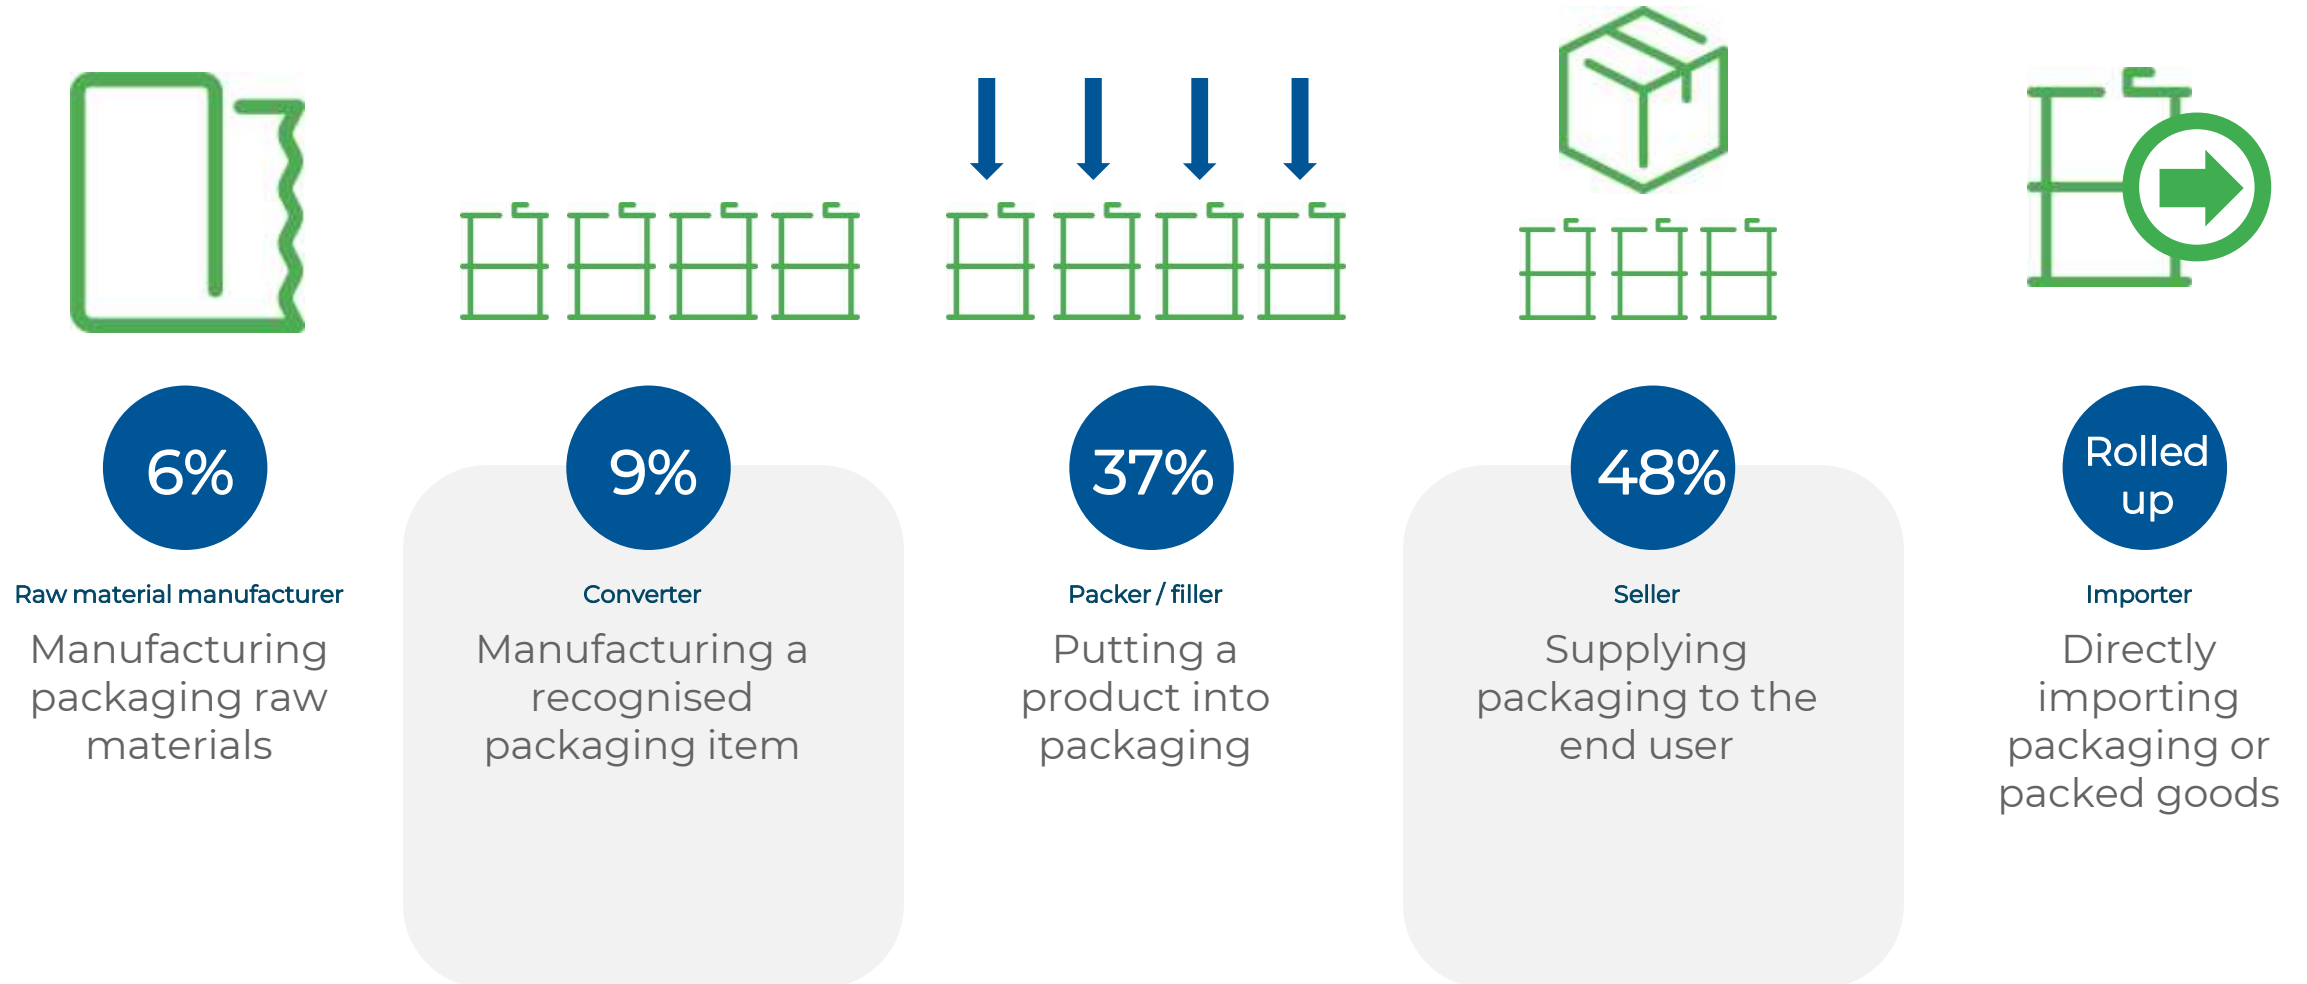 6%
Raw material manufacturer
Manufacturing
packaging raw
materials
9%
Converter
Manufacturing a
recognised
packaging item
37%
Packer / filler
Putting a
product into
packaging
48%
Seller
Supplying
packaging to the
end user
Rolled
up
Importer
Directly
importing
packaging or
packed goods